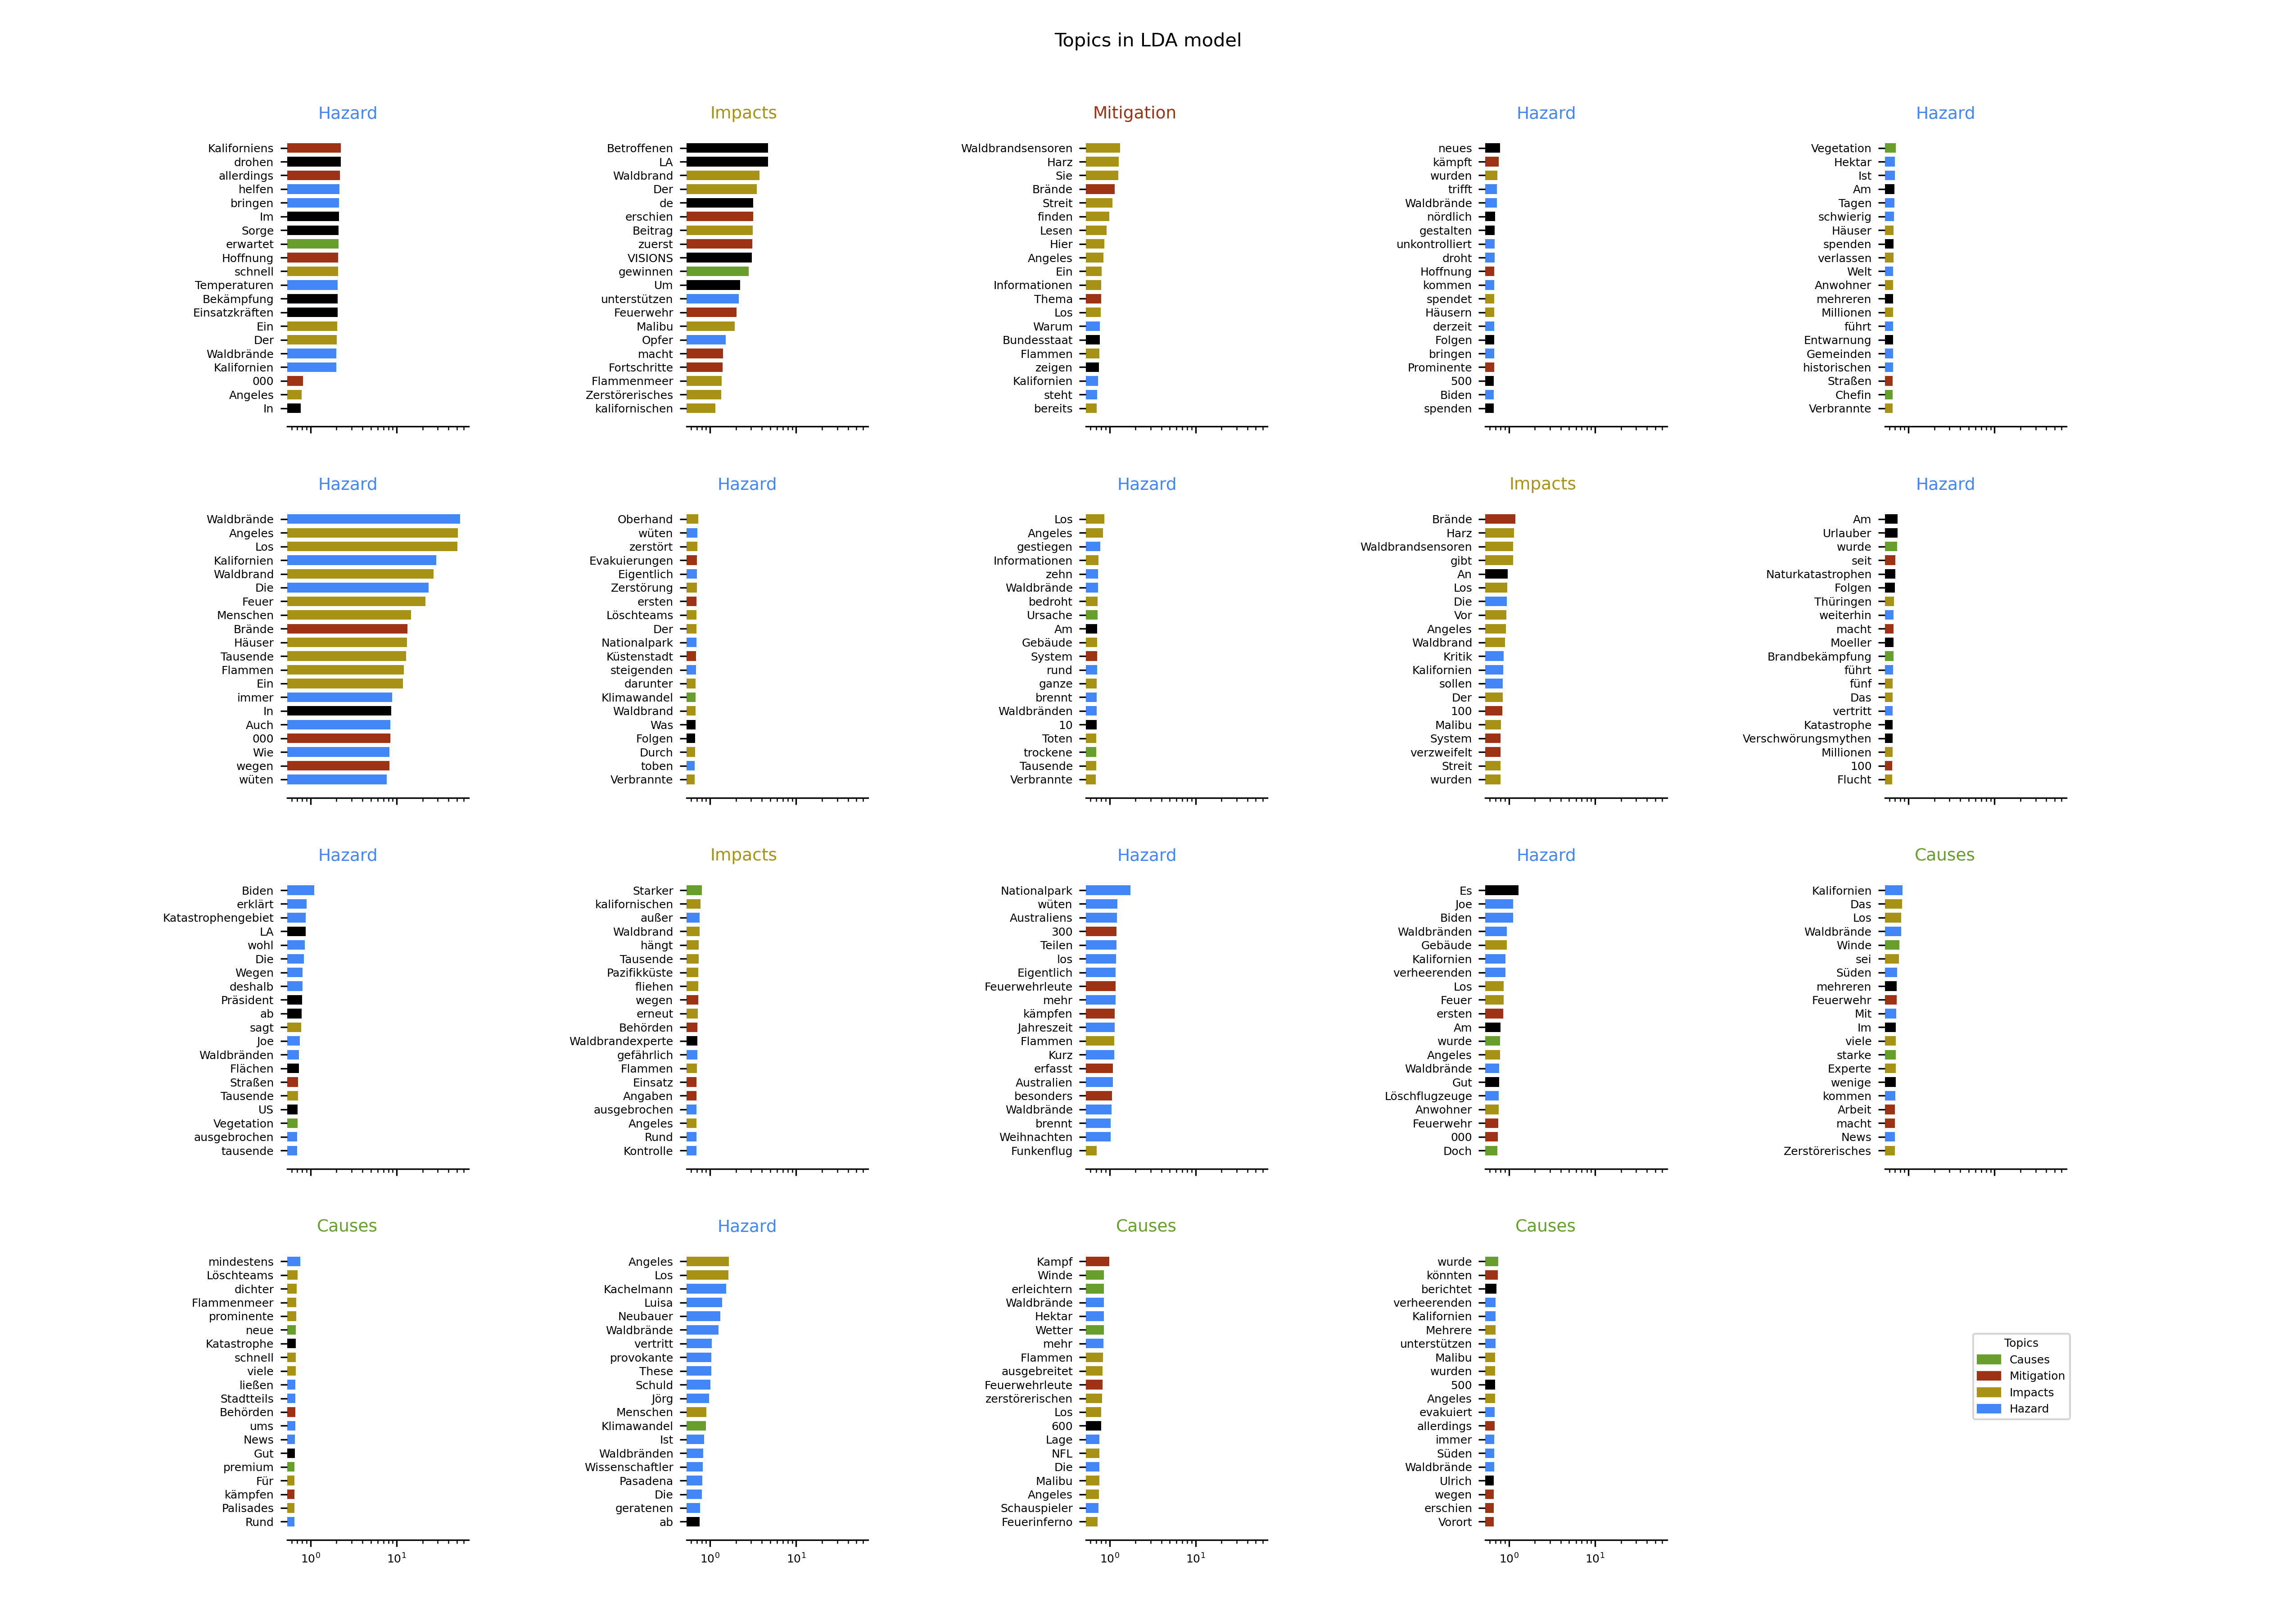 Topics in LDA model
Hazard
Kaliforniens
drohen
allerdings
helfen
bringen
Im
Sorge
erwartet
Hoffnung
schnell
Temperaturen
Bekämpfung
Einsatzkräften
Ein
Der
Waldbrände
Kalifornien
000
Angeles
In
Impacts
Betroffenen
LA
Waldbrand
Der
de
erschien
Beitrag
zuerst
VISIONS
gewinnen
Um
unterstützen
Feuerwehr
Malibu
Opfer
macht
Fortschritte
Flammenmeer
Zerstörerisches
kalifornischen
Mitigation
Waldbrandsensoren
Harz
Sie
Brände
Streit
finden
Lesen
Hier
Angeles
Ein
Informationen
Thema
Los
Warum
Bundesstaat
Flammen
zeigen
Kalifornien
steht
bereits
Hazard
neues
kämpft
wurden
trifft
Waldbrände
nördlich
gestalten
unkontrolliert
droht
Hoffnung
kommen
spendet
Häusern
derzeit
Folgen
bringen
Prominente
500
Biden
spenden
Hazard
Vegetation
Hektar
Ist
Am
Tagen
schwierig
Häuser
spenden
verlassen
Welt
Anwohner
mehreren
Millionen
führt
Entwarnung
Gemeinden
historischen
Straßen
Chefin
Verbrannte
Hazard
Waldbrände
Angeles
Los
Kalifornien
Waldbrand
Die
Feuer
Menschen
Brände
Häuser
Tausende
Flammen
Ein
immer
In
Auch
000
Wie
wegen
wüten
Hazard
Oberhand
wüten
zerstört
Evakuierungen
Eigentlich
Zerstörung
ersten
Löschteams
Der
Nationalpark
Küstenstadt
steigenden
darunter
Klimawandel
Waldbrand
Was
Folgen
Durch
toben
Verbrannte
Hazard
Los
Angeles
gestiegen
Informationen
zehn
Waldbrände
bedroht
Ursache
Am
Gebäude
System
rund
ganze
brennt
Waldbränden
10
Toten
trockene
Tausende
Verbrannte
Impacts
Brände
Harz
Waldbrandsensoren
gibt
An
Los
Die
Vor
Angeles
Waldbrand
Kritik
Kalifornien
sollen
Der
100
Malibu
System
verzweifelt
Streit
wurden
Hazard
Am
Urlauber
wurde
seit
Naturkatastrophen
Folgen
Thüringen
weiterhin
macht
Moeller
Brandbekämpfung
führt
fünf
Das
vertritt
Katastrophe
Verschwörungsmythen
Millionen
100
Flucht
Hazard
Biden
erklärt
Katastrophengebiet
LA
wohl
Die
Wegen
deshalb
Präsident
ab
sagt
Joe
Waldbränden
Flächen
Straßen
Tausende
US
Vegetation
ausgebrochen
tausende
Impacts
Starker
kalifornischen
außer
Waldbrand
hängt
Tausende
Pazifikküste
fliehen
wegen
erneut
Behörden
Waldbrandexperte
gefährlich
Flammen
Einsatz
Angaben
ausgebrochen
Angeles
Rund
Kontrolle
Hazard
Nationalpark
wüten
Australiens
300
Teilen
los
Eigentlich
Feuerwehrleute
mehr
kämpfen
Jahreszeit
Flammen
Kurz
erfasst
Australien
besonders
Waldbrände
brennt
Weihnachten
Funkenflug
Hazard
Es
Joe
Biden
Waldbränden
Gebäude
Kalifornien
verheerenden
Los
Feuer
ersten
Am
wurde
Angeles
Waldbrände
Gut
Löschflugzeuge
Anwohner
Feuerwehr
000
Doch
Causes
Kalifornien
Das
Los
Waldbrände
Winde
sei
Süden
mehreren
Feuerwehr
Mit
Im
viele
starke
Experte
wenige
kommen
Arbeit
macht
News
Zerstörerisches
Causes
mindestens
Löschteams
dichter
Flammenmeer
prominente
neue
Katastrophe
schnell
viele
ließen
Stadtteils
Behörden
ums
News
Gut
premium
Für
kämpfen
Palisades
Rund
10⁰ 10¹
Hazard
Angeles
Los
Kachelmann
Luisa
Neubauer
Waldbrände
vertritt
provokante
These
Schuld
Jörg
Menschen
Klimawandel
Ist
Waldbränden
Wissenschaftler
Pasadena
Die
geratenen
ab
10⁰ 10¹
Causes
Kampf
Winde
erleichtern
Waldbrände
Hektar
Wetter
mehr
Flammen
ausgebreitet
Feuerwehrleute
zerstörerischen
Los
600
Lage
NFL
Die
Malibu
Angeles
Schauspieler
Feuerinferno
10⁰ 10¹
Causes
wurde
könnten
berichtet
verheerenden
Kalifornien
Mehrere
unterstützen
Malibu
wurden
500
Angeles
evakuiert
allerdings
immer
Süden
Waldbrände
Ulrich
wegen
erschien
Vorort
10⁰ 10¹
Topics
Causes
Mitigation
Impacts
Hazard